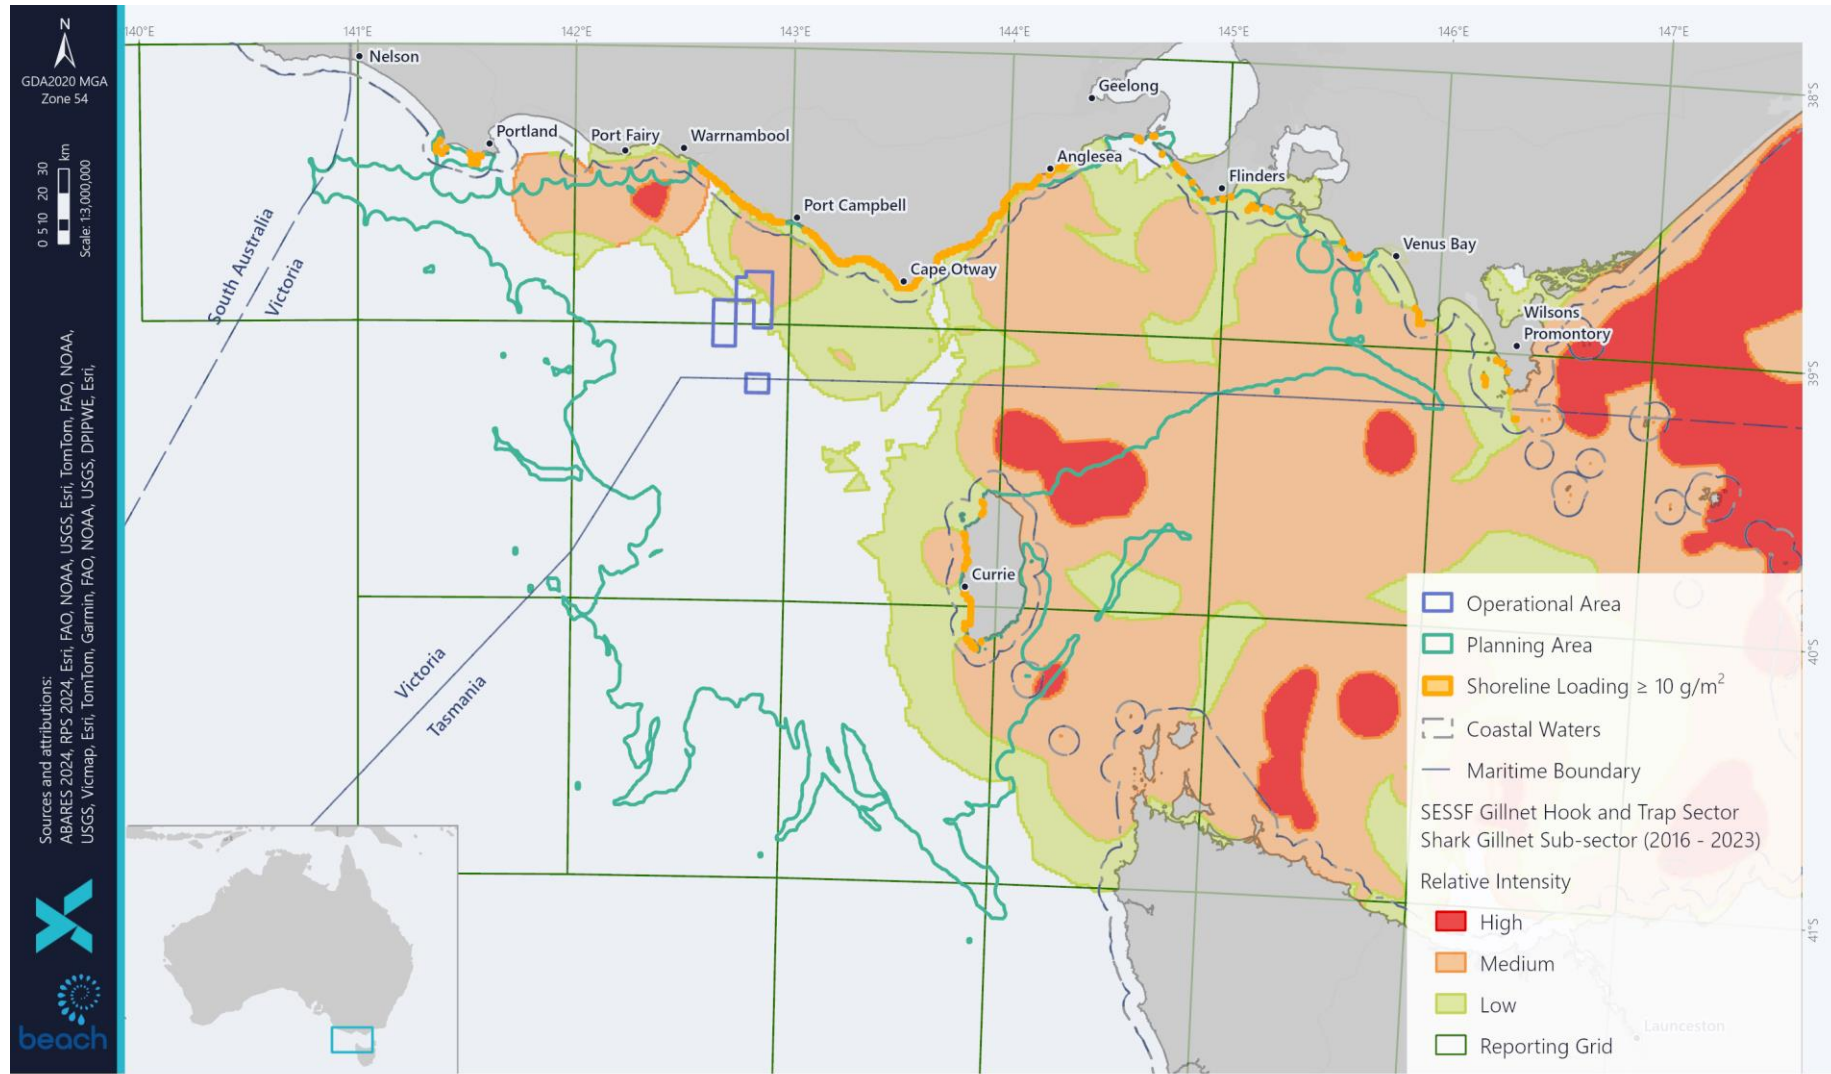 N
GDA2020 MGA
Zone 54
0 5 10 20 30
km
Scale: 1:3,000,000
Sources and attributions:
ABARES 2024, RPS 2024, Esri, FAO, NOAA, USGS, Esri, TomTom, FAO, NOAA,
USGS, Vicmap, Esri, TomTom, Garmin, FAO, NOAA, USGS, DPIPWE, Esri,
beach
140°E
141°E
142°E
143°E
144°E
145°E
146°E
147°E
38°S
39°S
40°S
41°S
Nelson
Portland
Port Fairy
Warrnambool
Port Campbell
Cape Otway
Geelong
Anglesea
Flinders
Venus Bay
Wilsons
Promontory
South Australia
Victoria
Currie
Victoria
Tasmania
Operational Area
Planning Area
Shoreline Loading ≥ 10 g/m²
Coastal Waters
Maritime Boundary
SESSF Gillnet Hook and Trap Sector
Shark Gillnet Sub-sector (2016 - 2023)
Relative Intensity
High
Medium
Low
Launceston
Reporting Grid